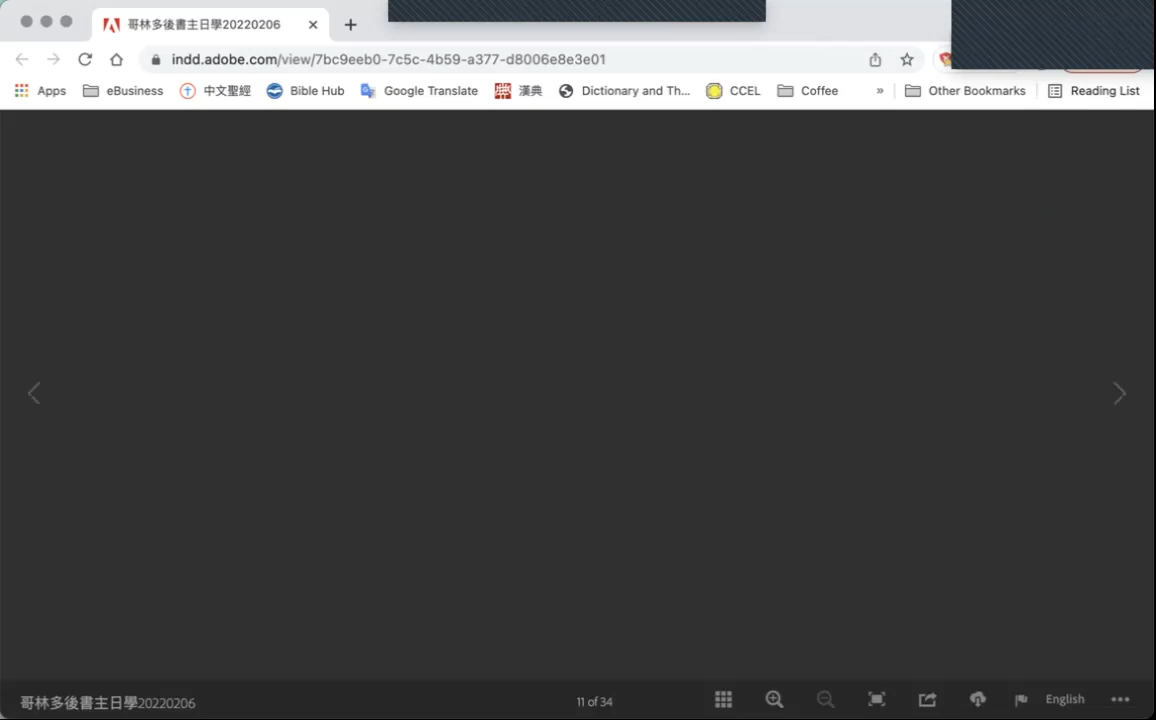 哥林多後書主日學20220206
indd.adobe.com/view/7bc9eeb0-7c5c-4b59-a377-d8006e8e3e01
Apps eBusiness 中文聖經 Bible Hub Google Translate 漢典 Dictionary and Th... CCEL Coffee » Other Bookmarks Reading List
哥林多後書主日學20220206 11 of 34 English